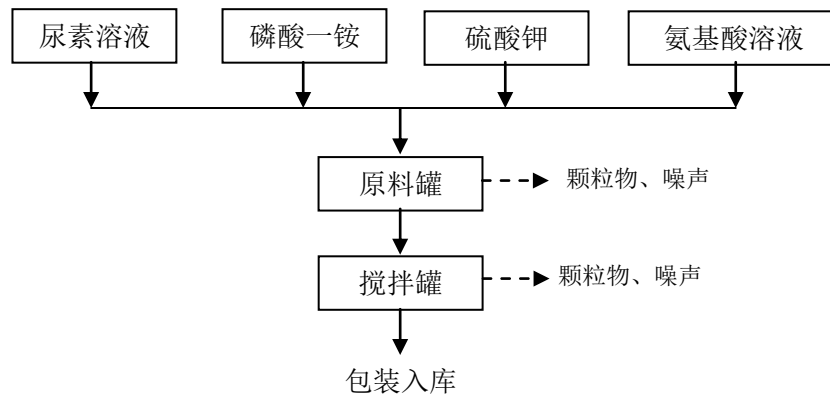 尿素溶液
磷酸一铵
硫酸钾
氨基酸溶液
原料罐
颗粒物、噪声
搅拌罐
颗粒物、噪声
包装入库